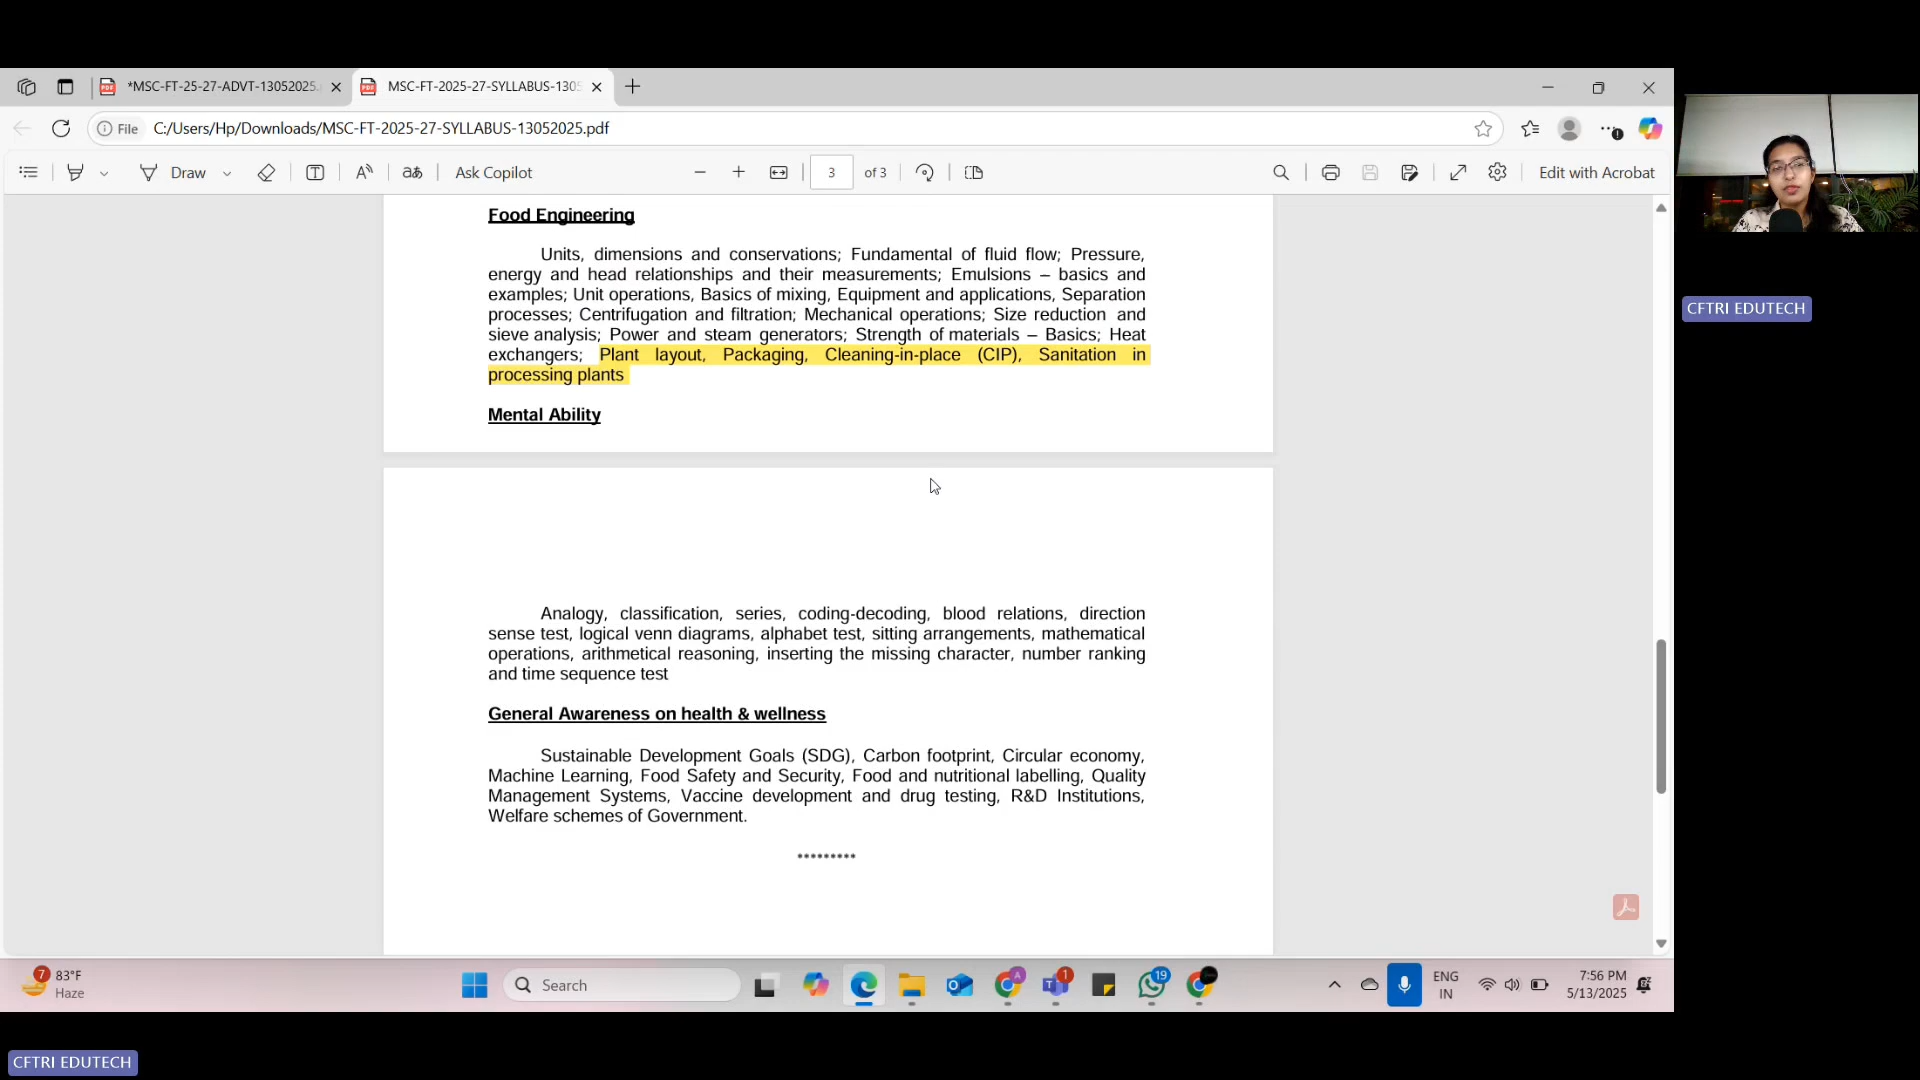 *MSC-FT-25-27-ADVT-13052025.
MSC-FT-2025-27-SYLLABUS-1305
File C:/Users/Hp/Downloads/MSC-FT-2025-27-SYLLABUS-13052025.pdf
Draw
aあ
Ask Copilot
3 of 3
Edit with Acrobat
Food Engineering
Units, dimensions and conservations; Fundamental of fluid flow; Pressure,
energy and head relationships and their measurements; Emulsions – basics and
examples; Unit operations, Basics of mixing, Equipment and applications, Separation
processes; Centrifugation and filtration; Mechanical operations; Size reduction and
sieve analysis; Power and steam generators; Strength of materials – Basics; Heat
exchangers; Plant layout, Packaging, Cleaning-in-place (CIP), Sanitation in
processing plants
Mental Ability
Analogy, classification, series, coding-decoding, blood relations, direction
sense test, logical venn diagrams, alphabet test, sitting arrangements, mathematical
operations, arithmetical reasoning, inserting the missing character, number ranking
and time sequence test
General Awareness on health & wellness
Sustainable Development Goals (SDG), Carbon footprint, Circular economy,
Machine Learning, Food Safety and Security, Food and nutritional labelling, Quality
Management Systems, Vaccine development and drug testing, R&D Institutions,
Welfare schemes of Government.
*********
CFTRI EDUTECH
7
83°F
Haze
Search
A
1
19
ENG
IN
7:56 PM
5/13/2025
CFTRI EDUTECH